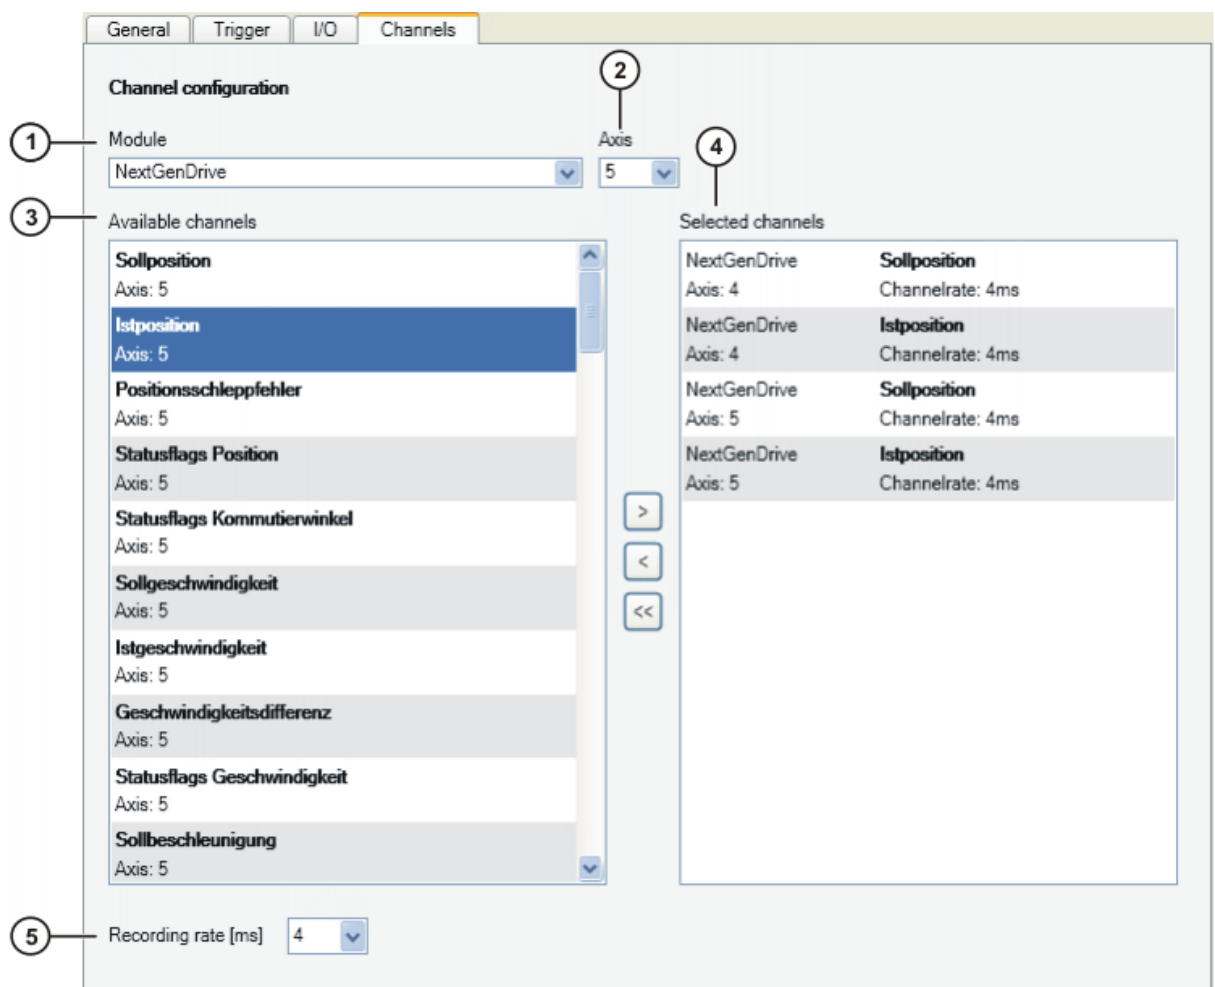 General Trigger I/O Channels
2
Channel configuration
1 Module Axis 4
NextGenDrive 5
3 Available channels Selected channels
Sollposition
Axis: 5
Istposition
Axis: 5
Positionsschleppfehler
Axis: 5
Statusflags Position
Axis: 5
Statusflags Kommutierwinkel
Axis: 5
Sollgeschwindigkeit
Axis: 5
Istgeschwindigkeit
Axis: 5
Geschwindigkeitsdifferenz
Axis: 5
Statusflags Geschwindigkeit
Axis: 5
Sollbeschleunigung
Axis: 5
>
<
<<
NextGenDrive Sollposition
Axis: 4 Channelrate: 4ms
NextGenDrive Istposition
Axis: 4 Channelrate: 4ms
NextGenDrive Sollposition
Axis: 5 Channelrate: 4ms
NextGenDrive Istposition
Axis: 5 Channelrate: 4ms
5 Recording rate [ms] 4